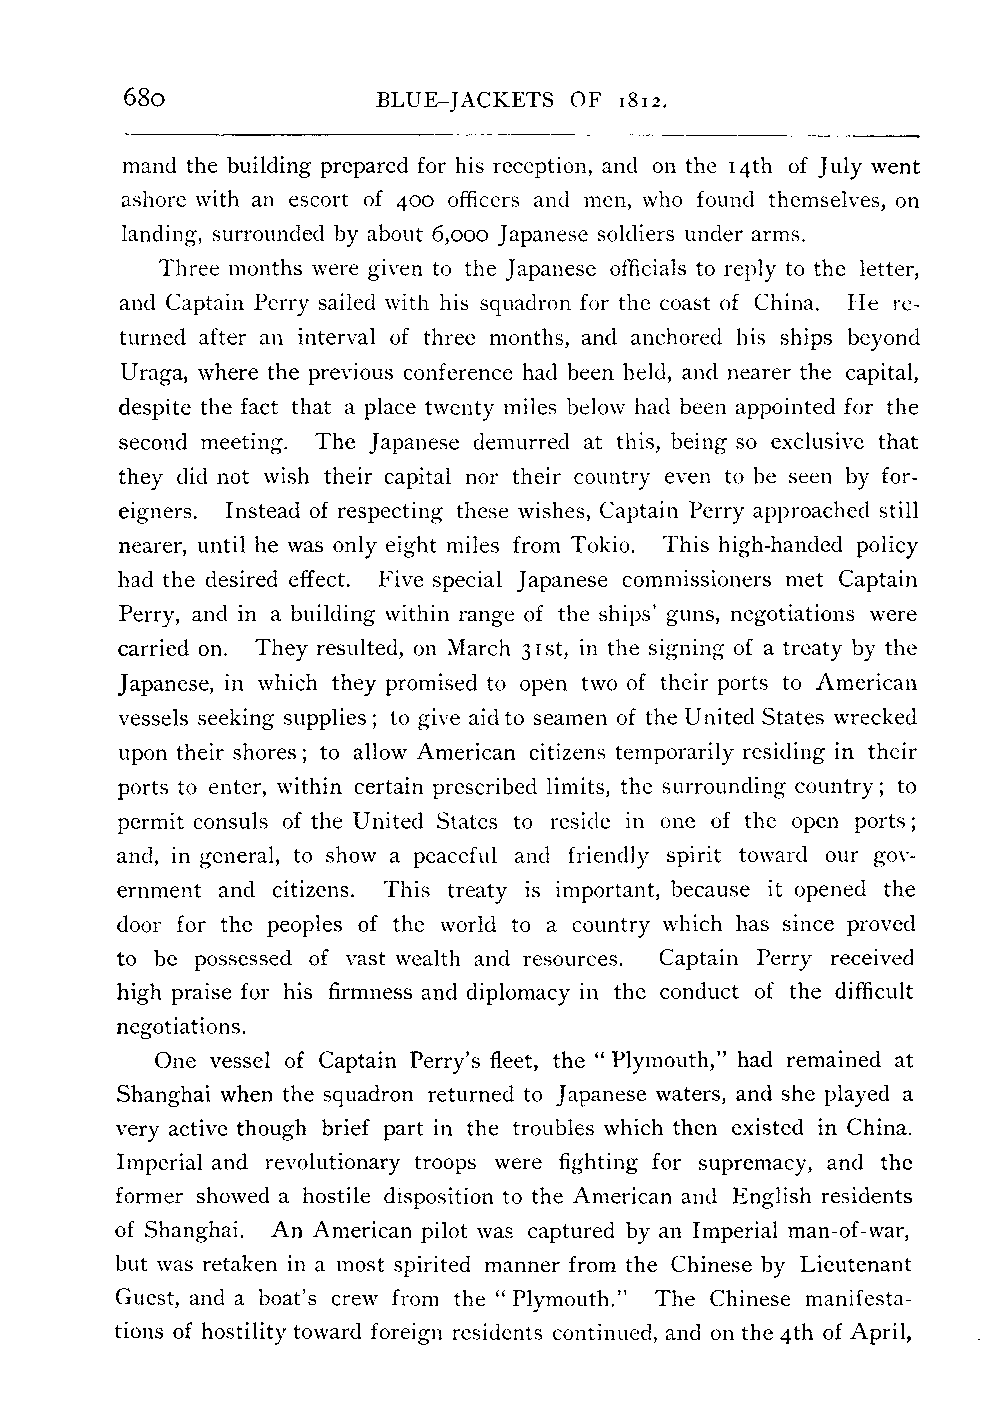 680 BLUE-JACKETS OF 1812.
mand the building prepared for his reception, and on the 14th of July went
ashore with an escort of 400 officers and men, who found themselves, on
landing, surrounded by about 6,000 Japanese soldiers under arms.
Three months were given to the Japanese officials to reply to the letter,
and Captain Perry sailed with his squadron for the coast of China. He re-
turned after an interval of three months, and anchored his ships beyond
Uraga, where the previous conference had been held, and nearer the capital,
despite the fact that a place twenty miles below had been appointed for the
second meeting. The Japanese demurred at this, being so exclusive that
they did not wish their capital nor their country even to be seen by for-
eigners. Instead of respecting these wishes, Captain Perry approached still
nearer, until he was only eight miles from Tokio. This high-handed policy
had the desired effect. Five special Japanese commissioners met Captain
Perry, and in a building within range of the ships' guns, negotiations were
carried on. They resulted, on March 31st, in the signing of a treaty by the
Japanese, in which they promised to open two of their ports to American
vessels seeking supplies; to give aid to seamen of the United States wrecked
upon their shores; to allow American citizens temporarily residing in their
ports to enter, within certain prescribed limits, the surrounding country; to
permit consuls of the United States to reside in one of the open ports;
and, in general, to show a peaceful and friendly spirit toward our gov-
ernment and citizens. This treaty is important, because it opened the
door for the peoples of the world to a country which has since proved
to be possessed of vast wealth and resources. Captain Perry received
high praise for his firmness and diplomacy in the conduct of the difficult
negotiations.
One vessel of Captain Perry's fleet, the "Plymouth," had remained at
Shanghai when the squadron returned to Japanese waters, and she played a
very active though brief part in the troubles which then existed in China.
Imperial and revolutionary troops were fighting for supremacy, and the
former showed a hostile disposition to the American and English residents
of Shanghai. An American pilot was captured by an Imperial man-of-war,
but was retaken in a most spirited manner from the Chinese by Lieutenant
Guest, and a boat's crew from the "Plymouth." The Chinese manifesta-
tions of hostility toward foreign residents continued, and on the 4th of April,